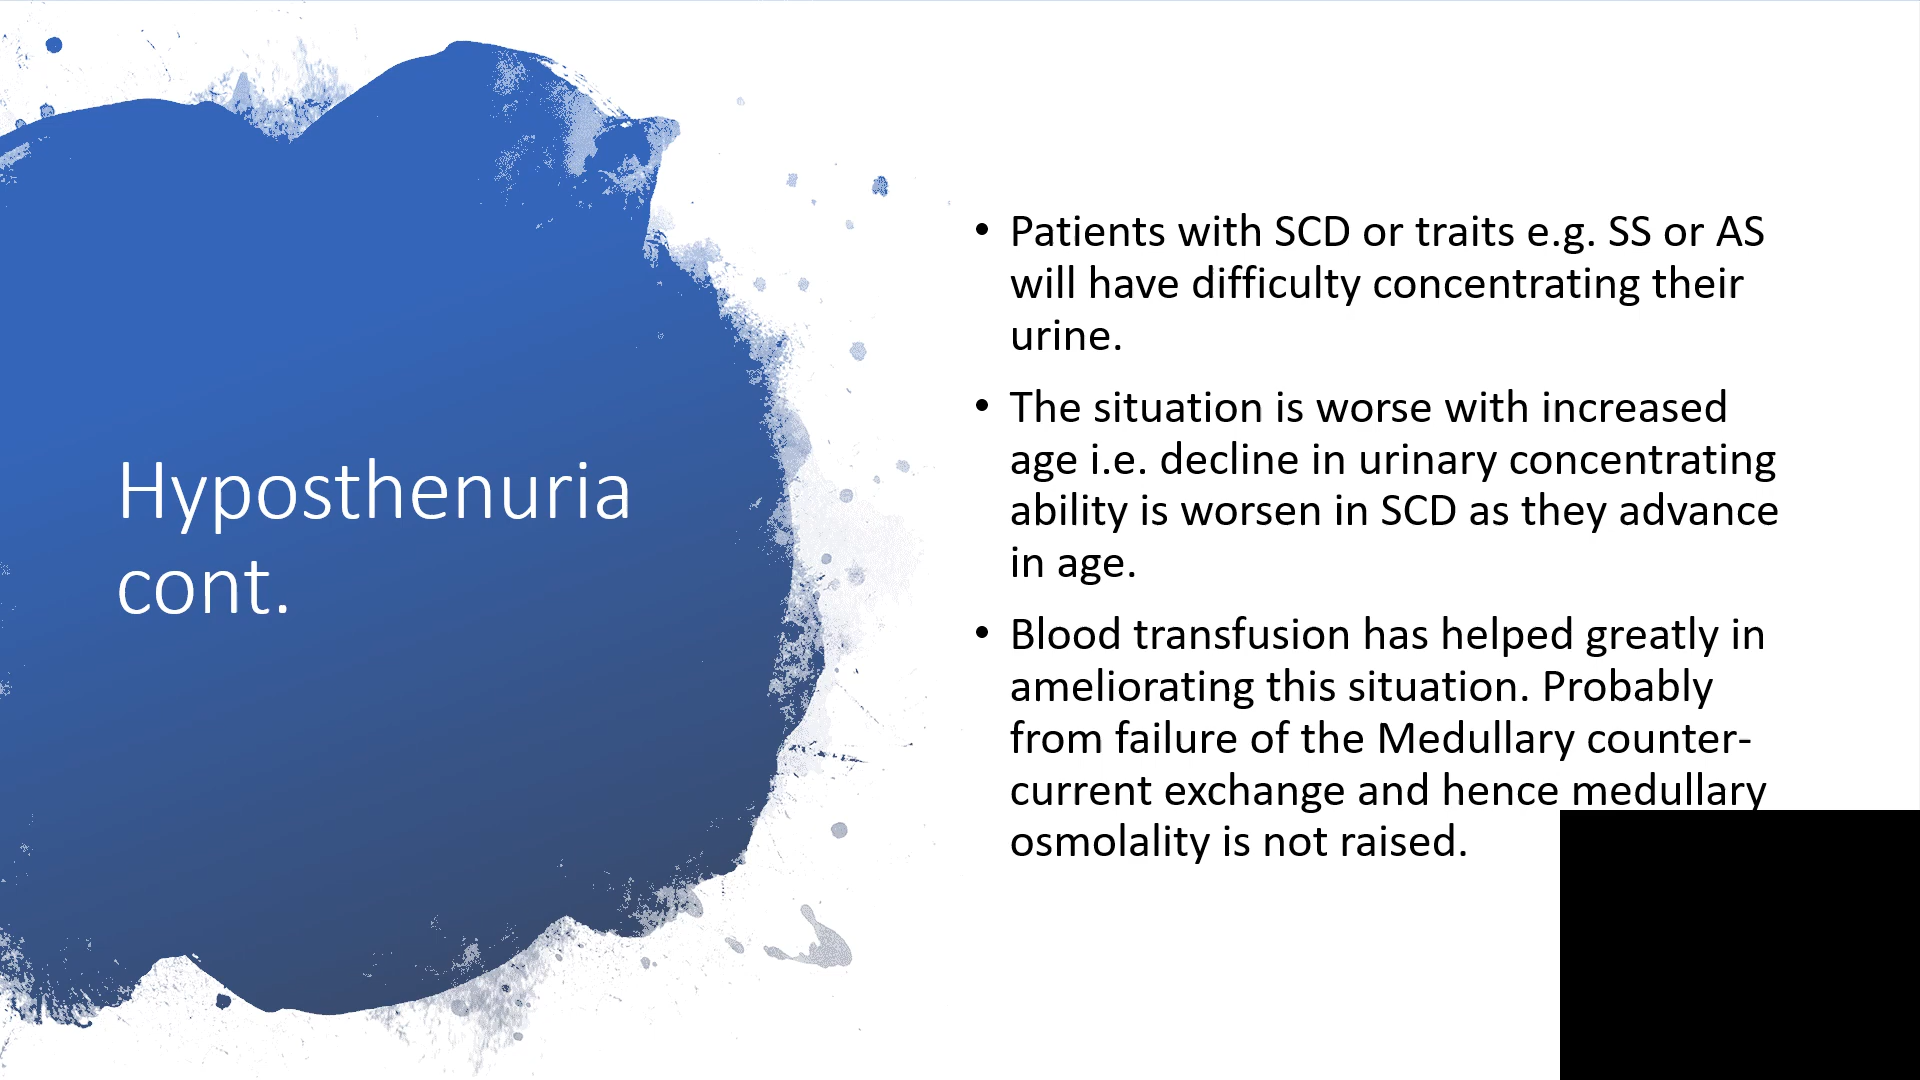 Hyposthenuria
cont.
• Patients with SCD or traits e.g. SS or AS
will have difficulty concentrating their
urine.
• The situation is worse with increased
age i.e. decline in urinary concentrating
ability is worsen in SCD as they advance
in age.
• Blood transfusion has helped greatly in
ameliorating this situation. Probably
from failure of the Medullary counter-
current exchange and hence medullary
osmolality is not raised.